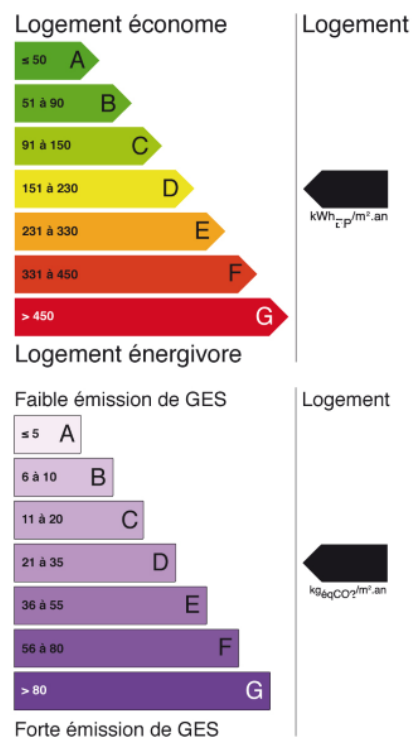 Logement économe
Logement
≤ 50 A
51 à 90 B
91 à 150 C
151 à 230 D
kWh
/m².an
231 à 330 E
331 à 450 F
> 450 G
Logement énergivore
Faible émission de GES
Logement
≤ 5 A
6 à 10 B
11 à 20 C
21 à 35 D
kgéqCO?/m².an
36 à 55 E
56 à 80 F
> 80 G
Forte émission de GES